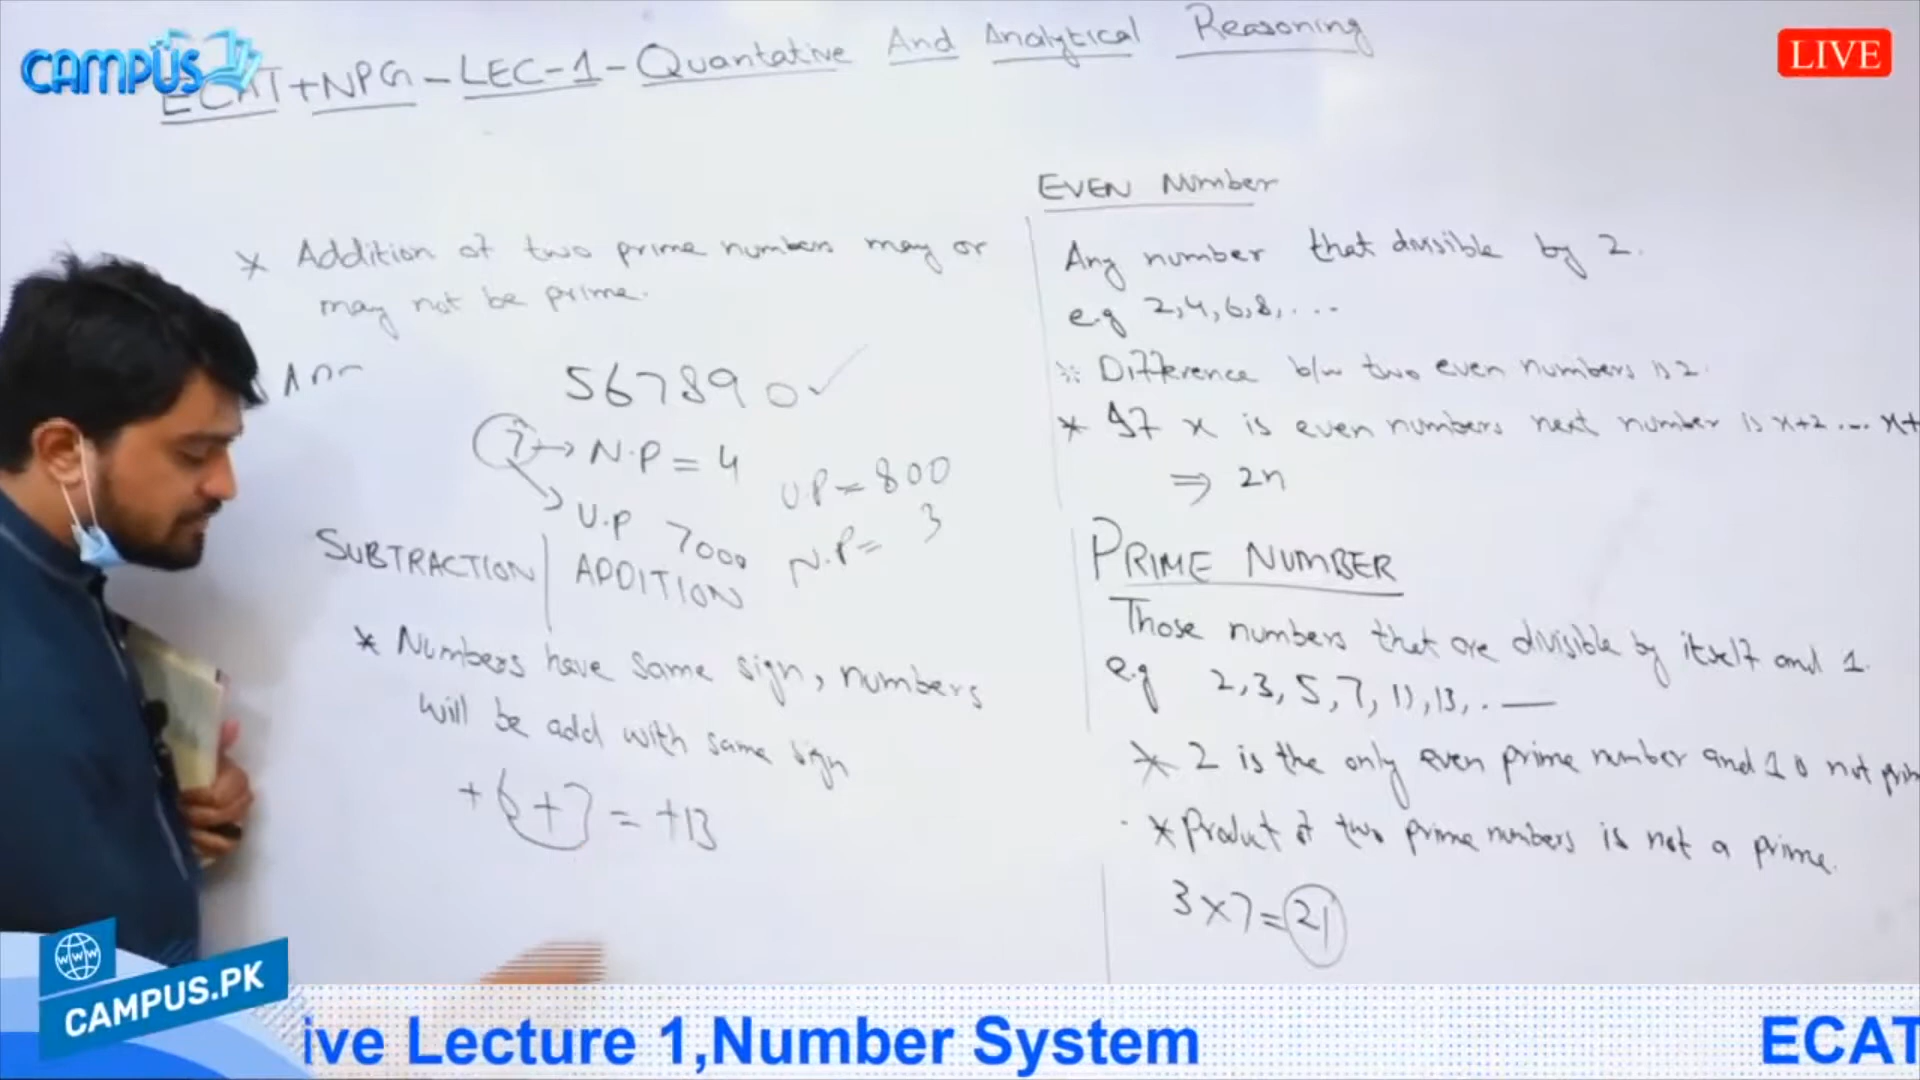 CAMPUS
LIVE
ECAT+NPG-LEC-1-Quantative And Analytical Reasoning
* Addition of two prime numbers may or
may not be prime.
567890✓
7→N.P=4
U.P 7000
U.P=800
N.P= 3
SUBTRACTION | ADDITION
* Numbers have same sign, numbers
will be add with same sign
+6+7=+13
EVEN Number
Any number that divisible by 2.
e.g 2,4,6,8,....
* Difference b/w two even numbers is 2.
* If x is even numbers next number is x+2 .... x+
⇒ 2n
PRIME NUMBER
Those numbers that are divisible by itself and 1.
e.g 2,3,5,7,11,13,.—
* 2 is the only even prime number and 1 is not prim
* Product of two prime numbers is not a prime.
3×7=21
www
CAMPUS.PK
ive Lecture 1,Number System
ECAT